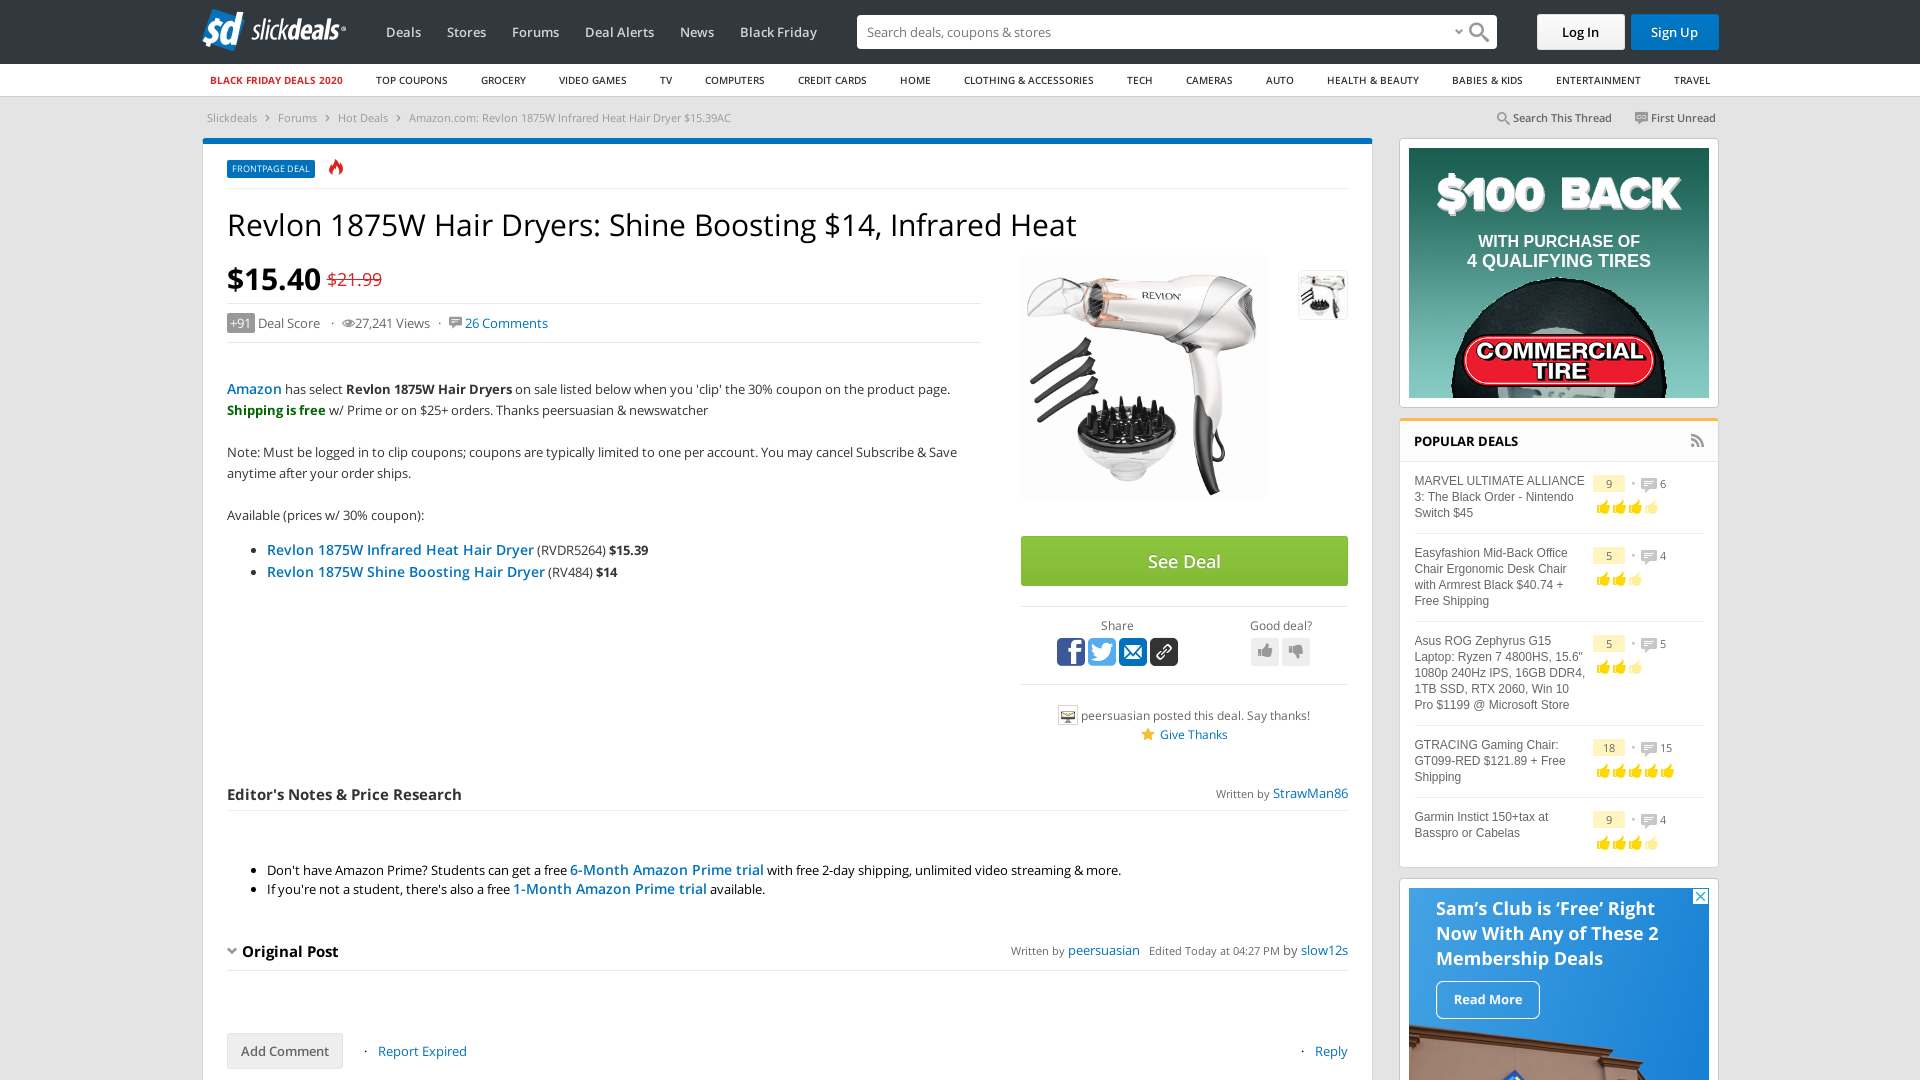 sd slickdeals
Deals Stores Forums Deal Alerts News Black Friday
Search deals, coupons & stores
Log In Sign Up
BLACK FRIDAY DEALS 2020 TOP COUPONS GROCERY VIDEO GAMES TV COMPUTERS CREDIT CARDS HOME CLOTHING & ACCESSORIES TECH CAMERAS AUTO HEALTH & BEAUTY BABIES & KIDS ENTERTAINMENT TRAVEL
Slickdeals › Forums › Hot Deals › Amazon.com: Revlon 1875W Infrared Heat Hair Dryer $15.39AC
Search This Thread First Unread
FRONTPAGE DEAL
Revlon 1875W Hair Dryers: Shine Boosting $14, Infrared Heat
$15.40 $21.99
+91 Deal Score · 27,241 Views · 26 Comments
Amazon has select Revlon 1875W Hair Dryers on sale listed below when you 'clip' the 30% coupon on the product page.
Shipping is free w/ Prime or on $25+ orders. Thanks peersuasian & newswatcher
Note: Must be logged in to clip coupons; coupons are typically limited to one per account. You may cancel Subscribe & Save
anytime after your order ships.
Available (prices w/ 30% coupon):
• Revlon 1875W Infrared Heat Hair Dryer (RVDR5264) $15.39
• Revlon 1875W Shine Boosting Hair Dryer (RV484) $14
REVLON
See Deal
Share Good deal?
peersuasian posted this deal. Say thanks!
Give Thanks
Editor's Notes & Price Research
Written by StrawMan86
• Don't have Amazon Prime? Students can get a free 6-Month Amazon Prime trial with free 2-day shipping, unlimited video streaming & more.
• If you're not a student, there's also a free 1-Month Amazon Prime trial available.
Original Post
Written by peersuasian Edited Today at 04:27 PM by slow12s
Add Comment · Report Expired · Reply
$100 BACK
WITH PURCHASE OF
4 QUALIFYING TIRES
COMMERCIAL
TIRE
POPULAR DEALS
MARVEL ULTIMATE ALLIANCE
3: The Black Order - Nintendo
Switch $45
9 • 6
Easyfashion Mid-Back Office
Chair Ergonomic Desk Chair
with Armrest Black $40.74 +
Free Shipping
5 • 4
Asus ROG Zephyrus G15
Laptop: Ryzen 7 4800HS, 15.6"
1080p 240Hz IPS, 16GB DDR4,
1TB SSD, RTX 2060, Win 10
Pro $1199 @ Microsoft Store
5 • 5
GTRACING Gaming Chair:
GT099-RED $121.89 + Free
Shipping
18 • 15
Garmin Instict 150+tax at
Basspro or Cabelas
9 • 4
Sam's Club is 'Free' Right
Now With Any of These 2
Membership Deals
Read More